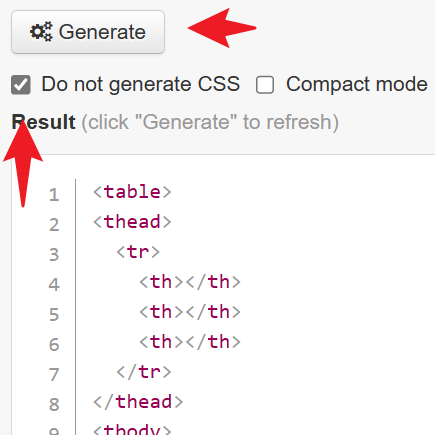 Generate
Do not generate CSS Compact mode
Result (click "Generate" to refresh)
1 <table>
2 <thead>
3 <tr>
4 <th></th>
5 <th></th>
6 <th></th>
7 </tr>
8 </thead>
9 <tbody>